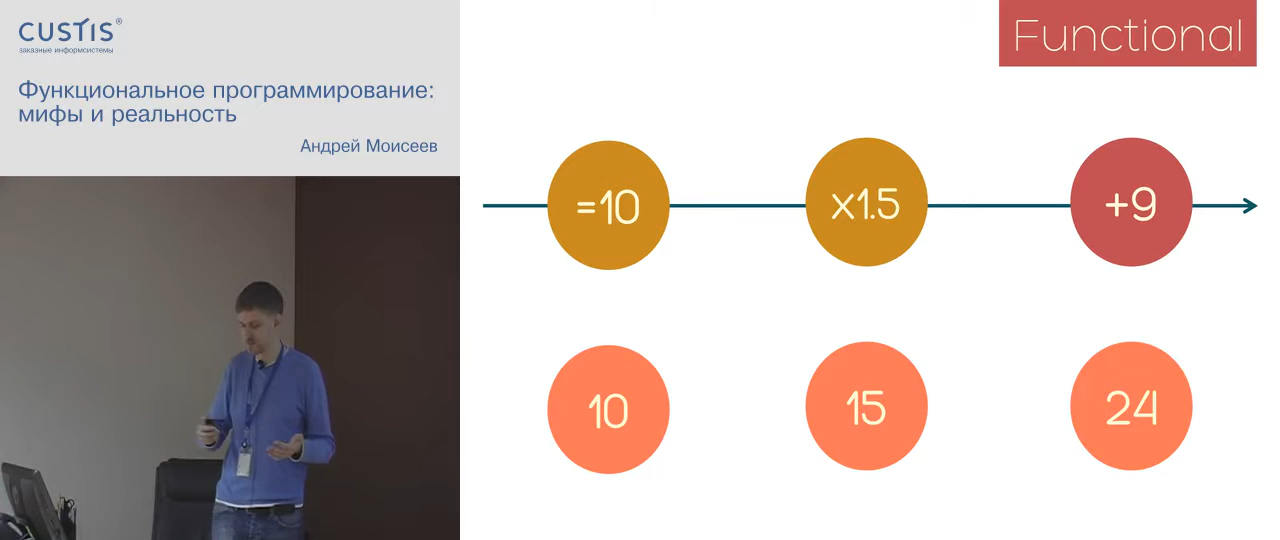 CUSTIS®
заказные информсистемы
Функциональное программирование:
мифы и реальность
Андрей Моисеев
Functional
=10
x1.5
+9
10
15
24